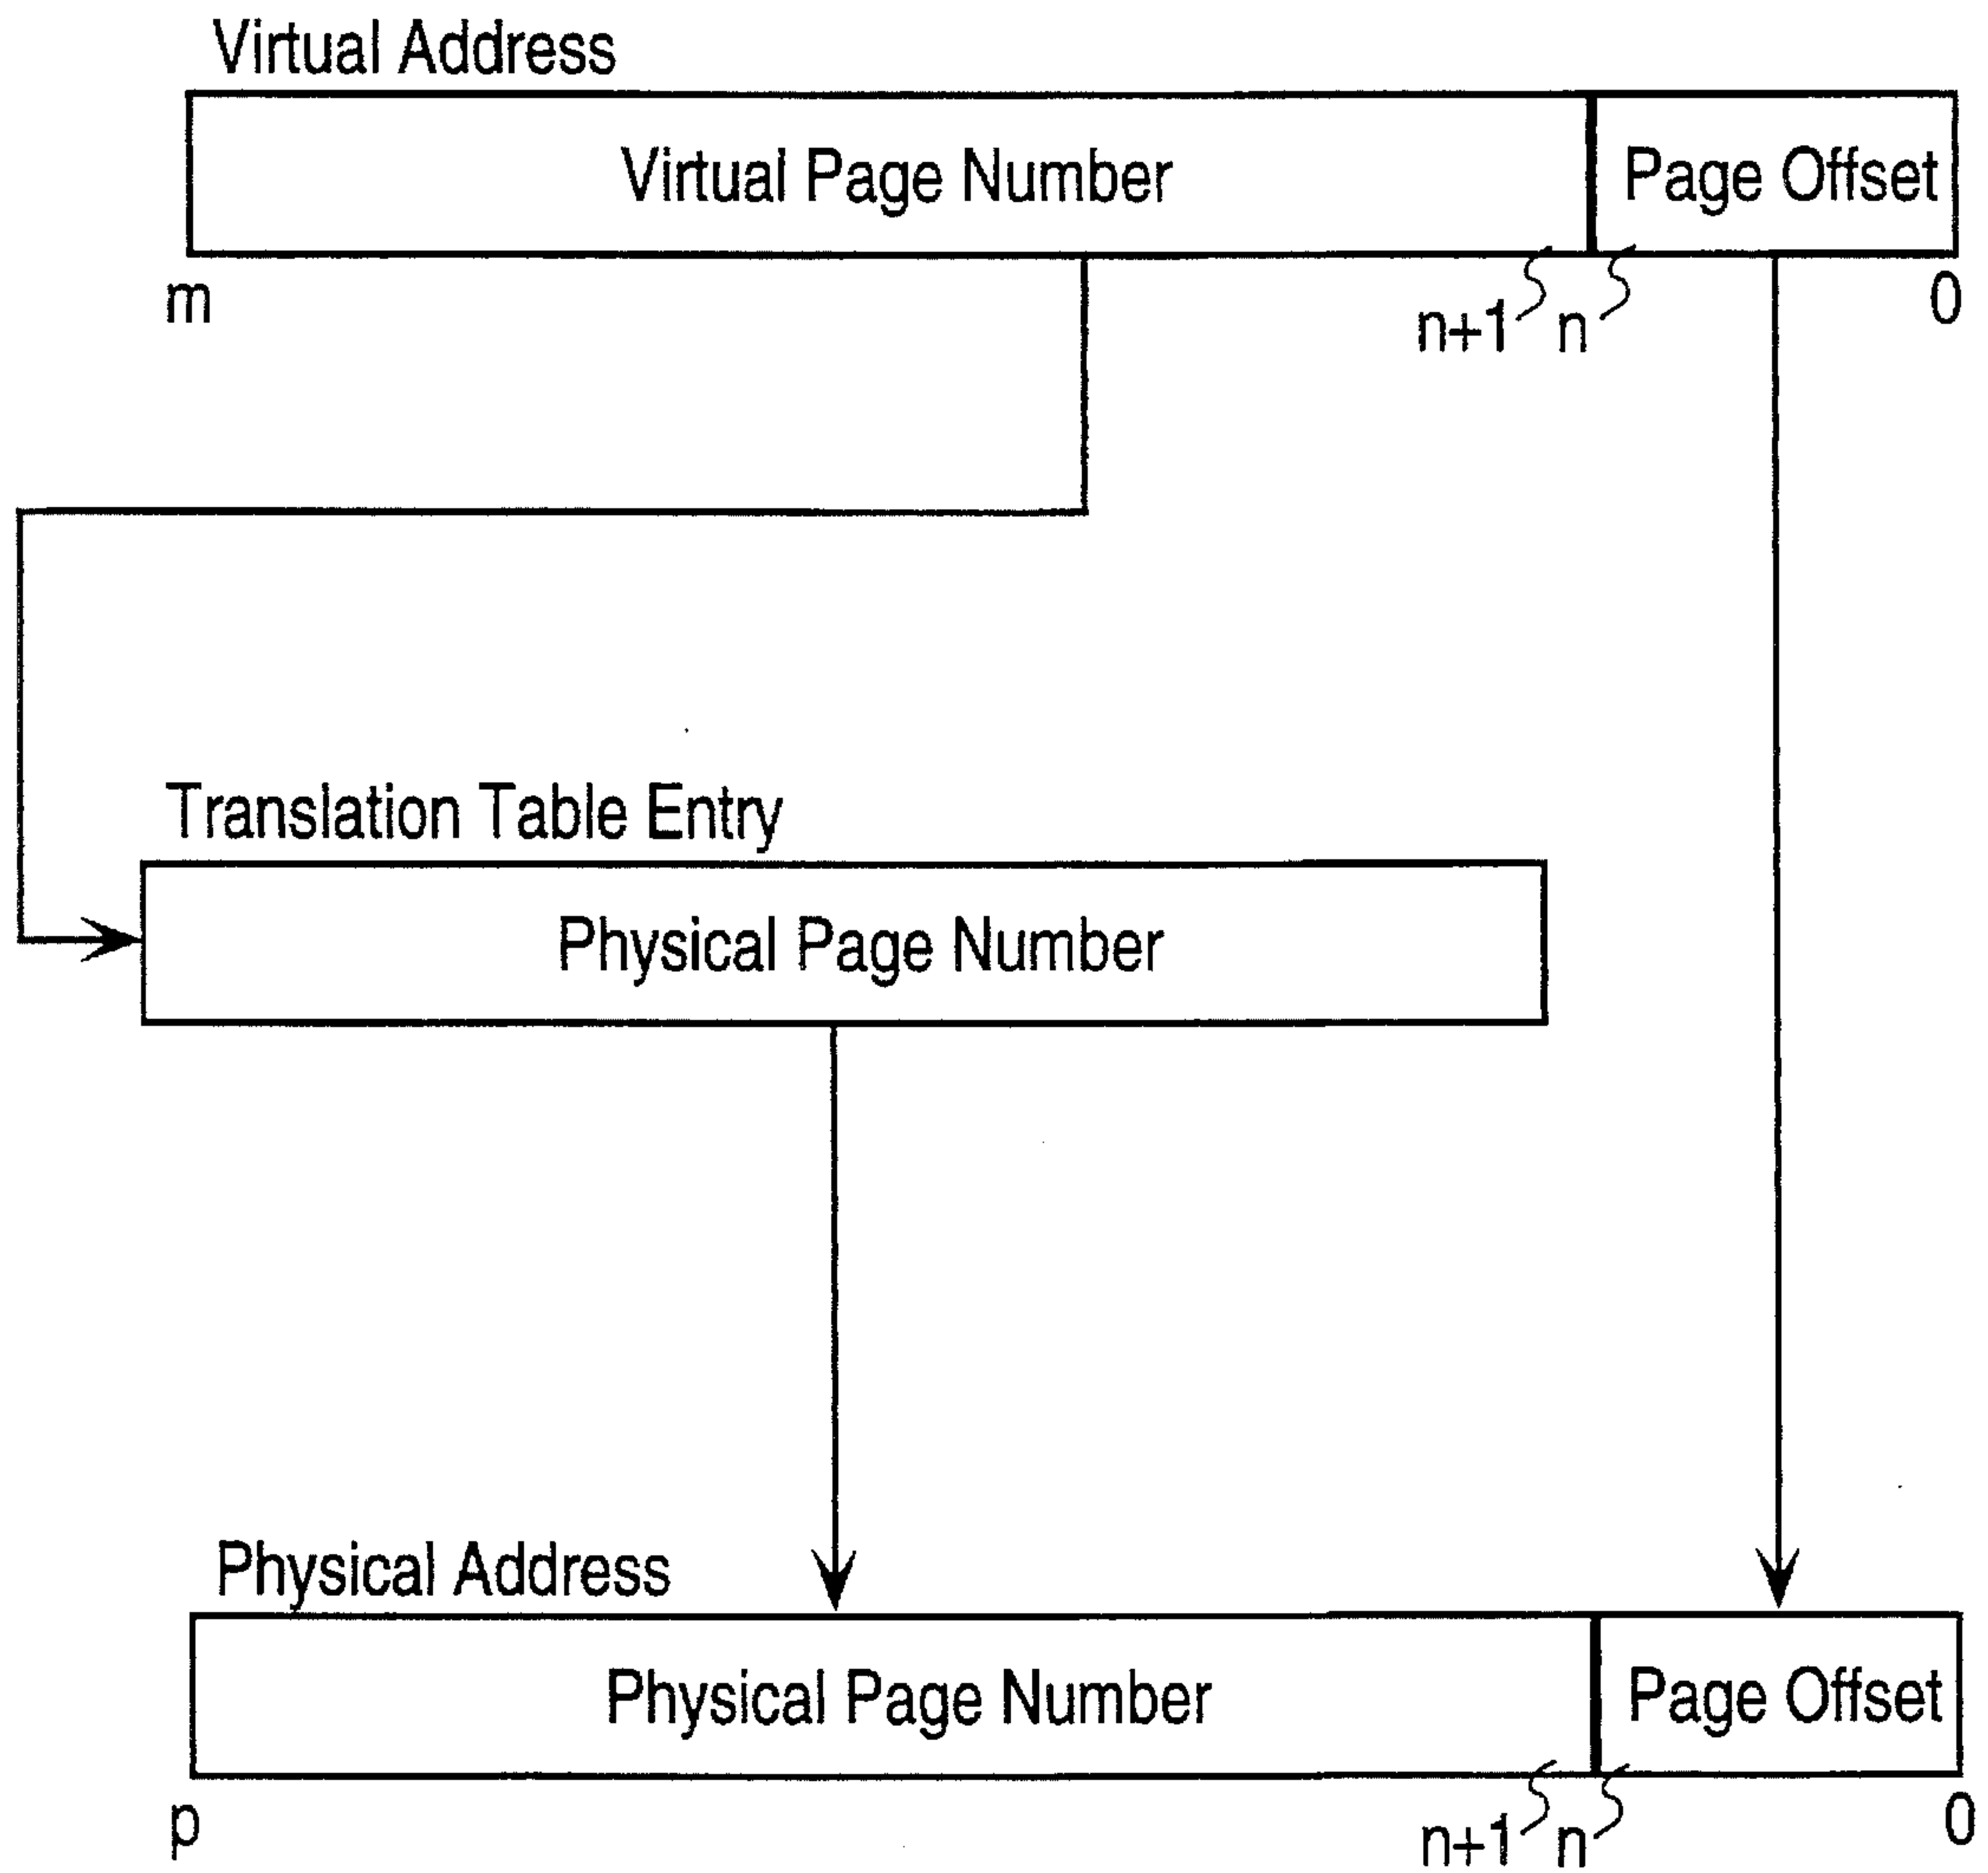 Virtual Address
Virtual Page Number Page Offset
m n+1 n 0
Translation Table Entry
Physical Page Number
Physical Address
Physical Page Number Page Offset
p n+1 n 0